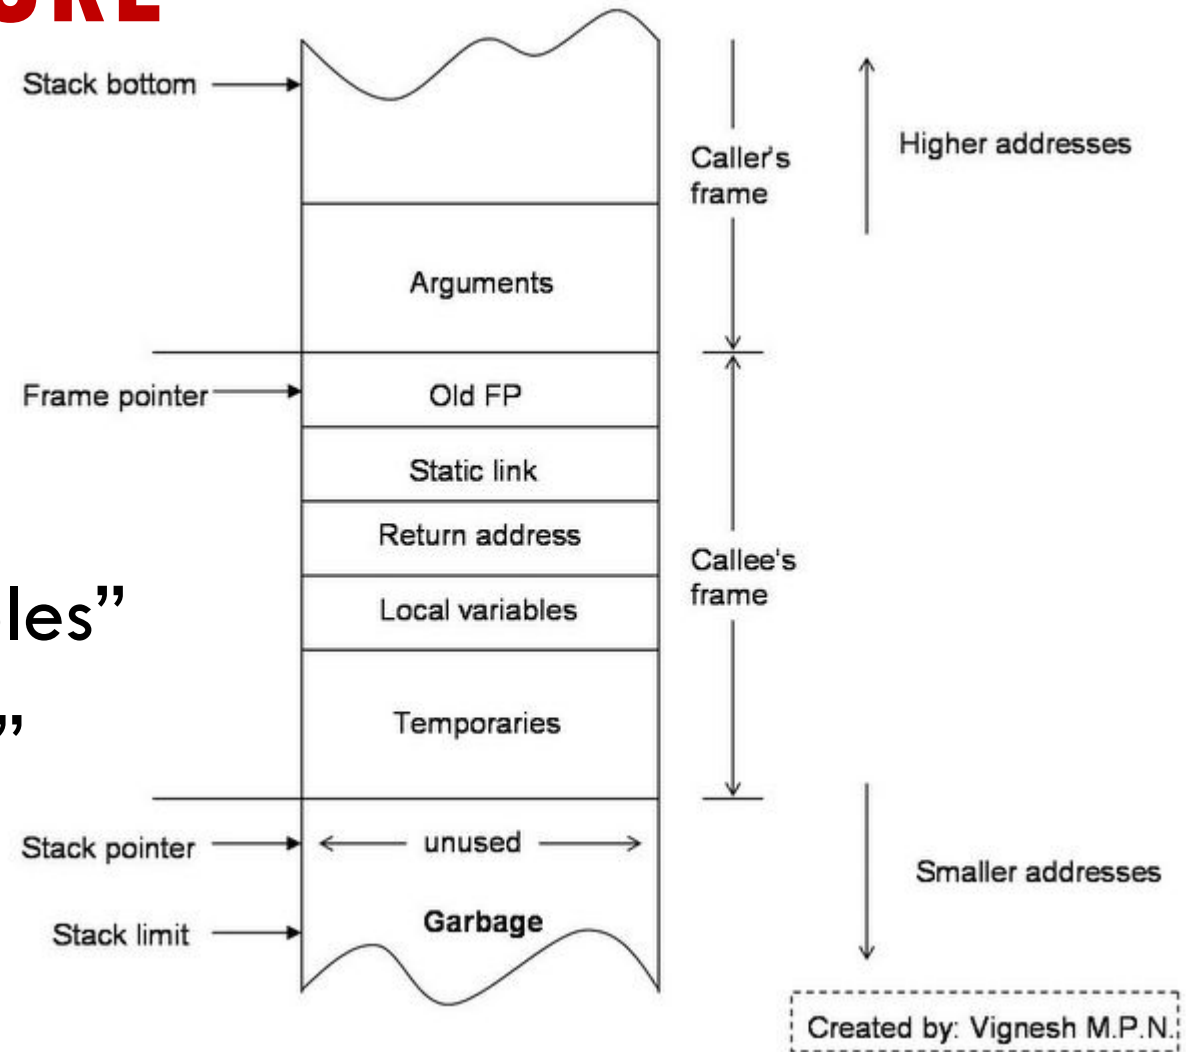 Stack bottom
Higher addresses
Caller's
frame
Arguments
Frame pointer
Old FP
Static link
Return address
Callee's
frame
Local variables
Temporaries
Stack pointer
unused
Smaller addresses
Stack limit
Garbage
Created by: Vignesh M.P.N.